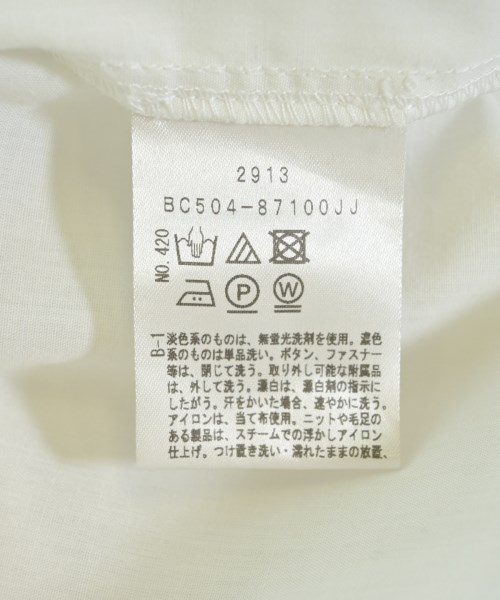 2913
BC504-87100JJ
NO.420
P
W
B-1
淡色系のものは、無蛍光洗剤を使用。濃色
系のものは単品洗い。ボタン、ファスナー
等は、閉じて洗う。取り外し可能な附属品
は、外して洗う。漂白は、漂白剤の指示に
したがう。汗をかいた場合、速やかに洗う。
アイロンは、当て布使用。ニットや毛足の
ある製品は、スチームでの浮かしアイロン
仕上げ。つけ置き洗い・濡れたままの放置、